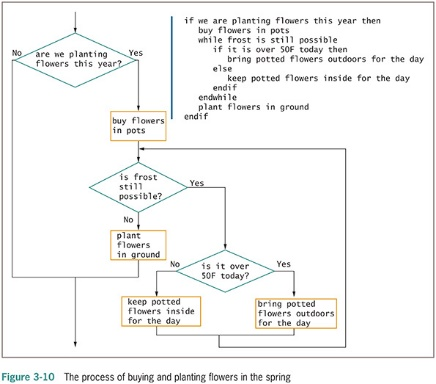 if we are planting flowers this year then
buy flowers in pots
while frost is still possible
if it is over 50F today then
bring potted flowers outdoors for the day
else
keep potted flowers inside for the day
endif
endwhile
plant flowers in ground
endif
No
are we planting
flowers this year?
Yes
buy flowers
in pots
is frost
still
possible?
Yes
No
plant
flowers
in ground
No
is it over
50F today?
Yes
keep potted
flowers inside
for the day
bring potted
flowers outdoors
for the day
Figure 3-10 The process of buying and planting flowers in the spring